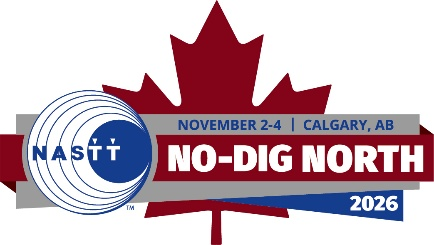 NOVEMBER 2-4 | CALGARY, AB
NASTT
NO-DIG NORTH
TM
2026